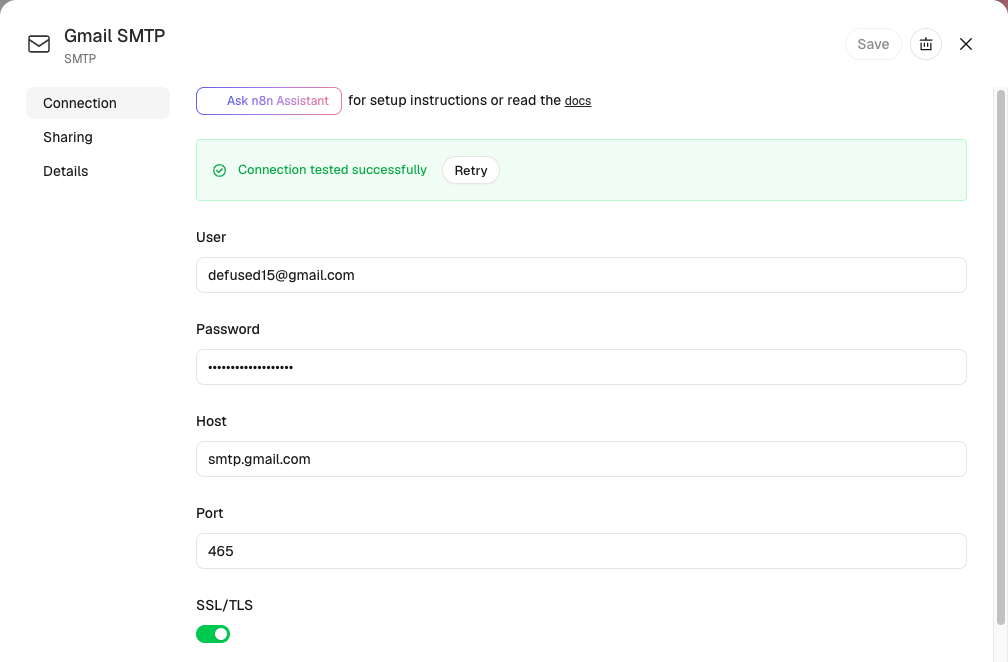 Gmail SMTP
SMTP
Save
Connection
Sharing
Details
Ask n8n Assistant for setup instructions or read the docs
Connection tested successfully Retry
User
defused15@gmail.com
Password
•••••••••••••••••••
Host
smtp.gmail.com
Port
465
SSL/TLS